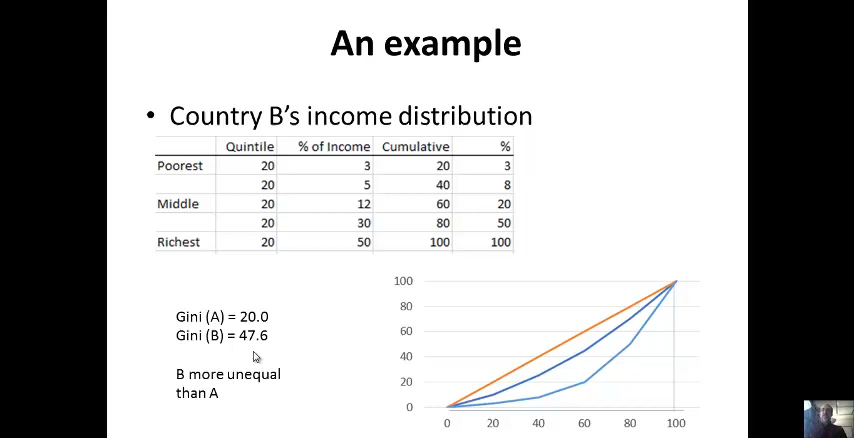 An example
• Country B's income distribution
Quintile % of Income Cumulative %
Poorest 20 3 20 3
20 5 40 8
Middle 20 12 60 20
20 30 80 50
Richest 20 50 100 100
Gini (A) = 20.0
Gini (B) = 47.6
B more unequal
than A
100
80
60
40
20
0
0 20 40 60 80 100